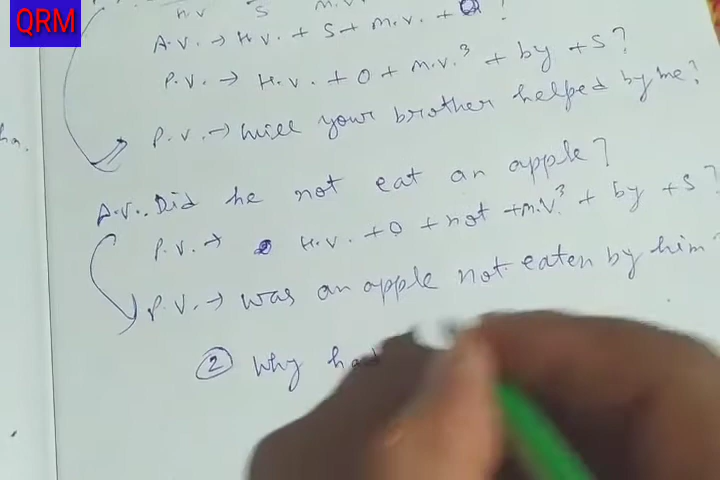 QRM
H.V S M.V.
A.V. → H.V. + S + M.V. + O ?
P.V. → H.V. + O + M.V.³ + by + S ?
P.V. → will your brother helped by me?
A.V.. Did he not eat an apple?
P.V. → H.V. + O + not + M.V.³ + by + S ?
P.V. → was an apple not eaten by him ?
② Why had